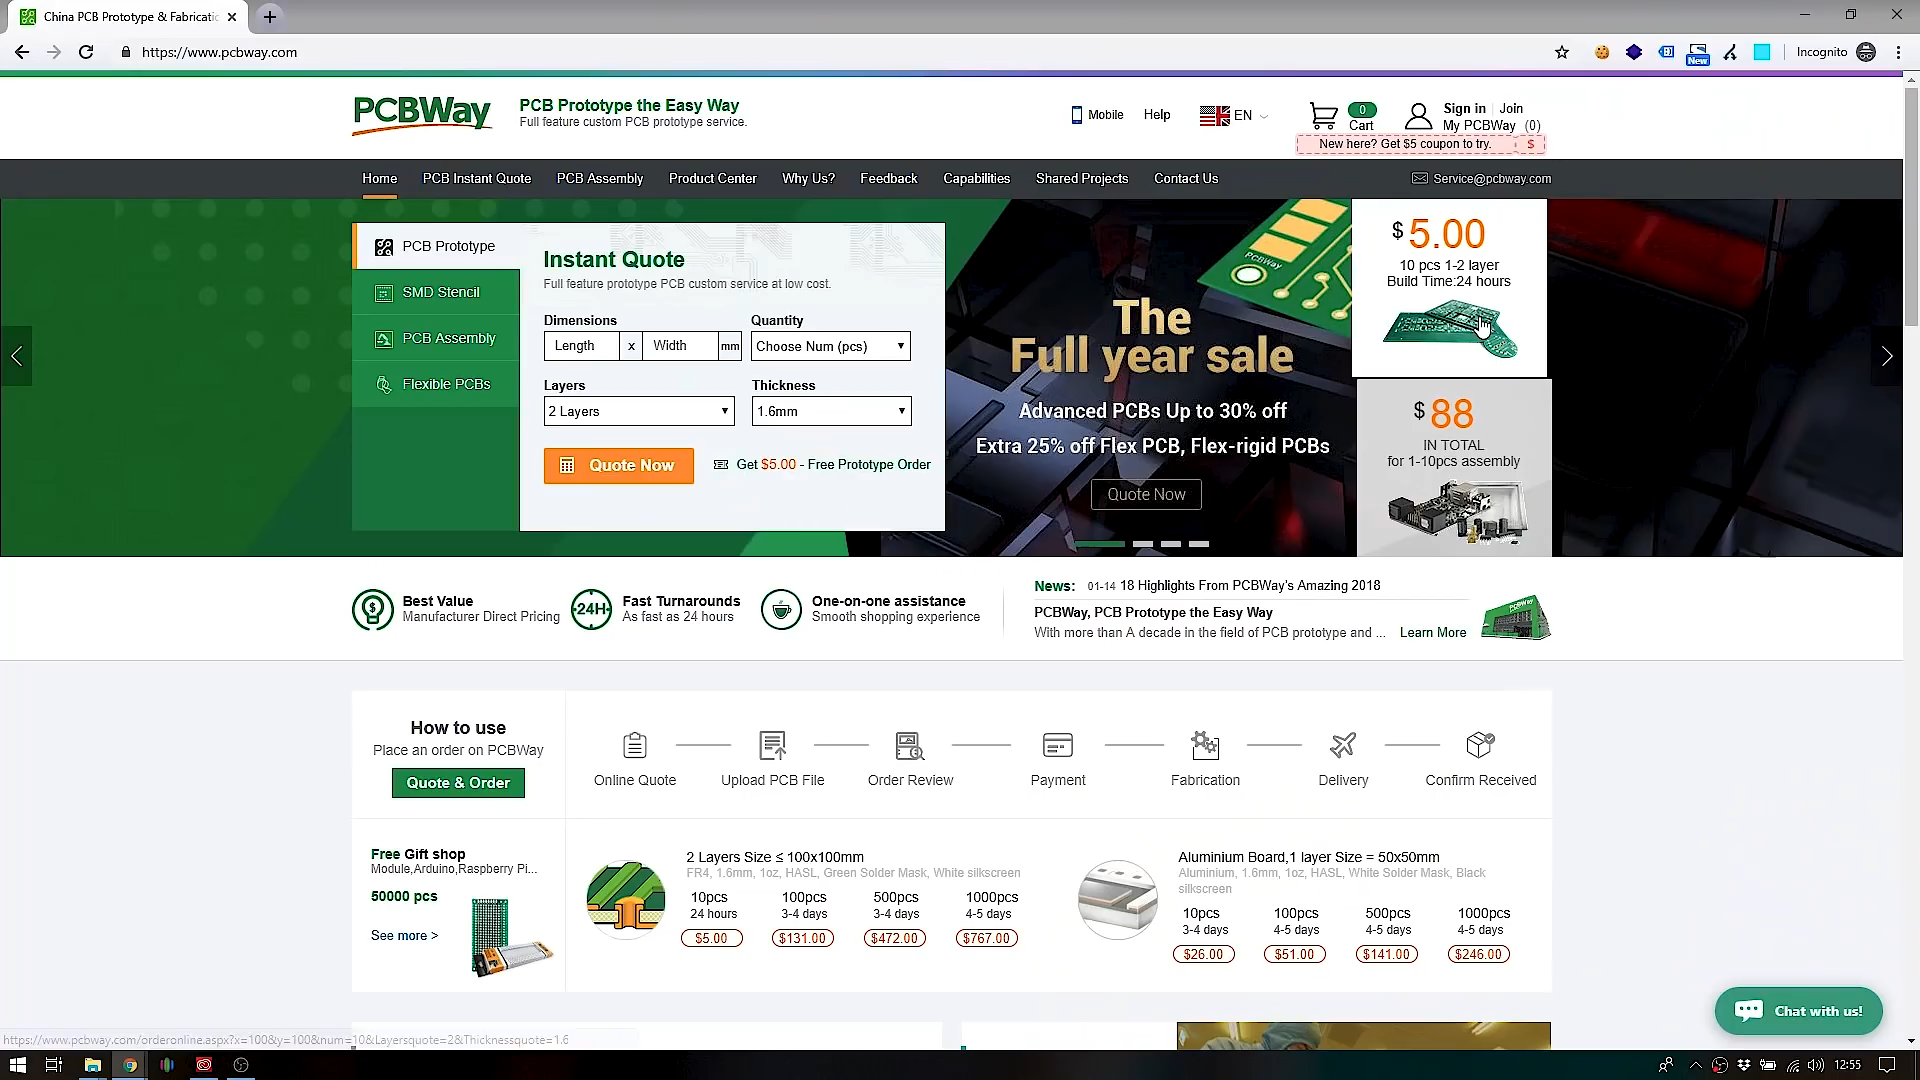 China PCB Prototype & Fabricatic
https://www.pcbway.com
New
Incognito
PCBWay
PCB Prototype the Easy Way
Full feature custom PCB prototype service.
Mobile
Help
EN
0
Cart
Sign in
Join
My PCBWay (0)
New here? Get $5 coupon to try.
$
Home
PCB Instant Quote
PCB Assembly
Product Center
Why Us?
Feedback
Capabilities
Shared Projects
Contact Us
Service@pcbway.com
PCB Prototype
SMD Stencil
PCB Assembly
Flexible PCBs
Instant Quote
Full feature prototype PCB custom service at low cost.
Dimensions
Quantity
Length x Width mm
Choose Num (pcs)
Layers
Thickness
2 Layers
1.6mm
Quote Now
Get $5.00 - Free Prototype Order
PCBWAY
The
Full year sale
Advanced PCBs Up to 30% off
Extra 25% off Flex PCB, Flex-rigid PCBs
Quote Now
$5.00
10 pcs 1-2 layer
Build Time:24 hours
$88
IN TOTAL
for 1-10pcs assembly
Best Value
Manufacturer Direct Pricing
24H
Fast Turnarounds
As fast as 24 hours
One-on-one assistance
Smooth shopping experience
News: 01-14 18 Highlights From PCBWay's Amazing 2018
PCBWay, PCB Prototype the Easy Way
With more than A decade in the field of PCB prototype and ... Learn More
PCBWay
How to use
Place an order on PCBWay
Quote & Order
Online Quote
Upload PCB File
Order Review
Payment
Fabrication
Delivery
Confirm Received
Free Gift shop
Module,Arduino,Raspberry Pi...
50000 pcs
See more >
2 Layers Size ≤ 100x100mm
FR4, 1.6mm, 1oz, HASL, Green Solder Mask, White silkscreen
10pcs 100pcs 500pcs 1000pcs
24 hours 3-4 days 3-4 days 4-5 days
$5.00 $131.00 $472.00 $767.00
Aluminium Board,1 layer Size = 50x50mm
Aluminium, 1.6mm, 1oz, HASL, White Solder Mask, Black
silkscreen
10pcs 100pcs 500pcs 1000pcs
3-4 days 4-5 days 4-5 days 4-5 days
$26.00 $51.00 $141.00 $246.00
Chat with us!
https://www.pcbway.com/orderonline.aspx?x=100&y=100&num=10&Layersquote=2&Thicknessquote=1.6
12:55